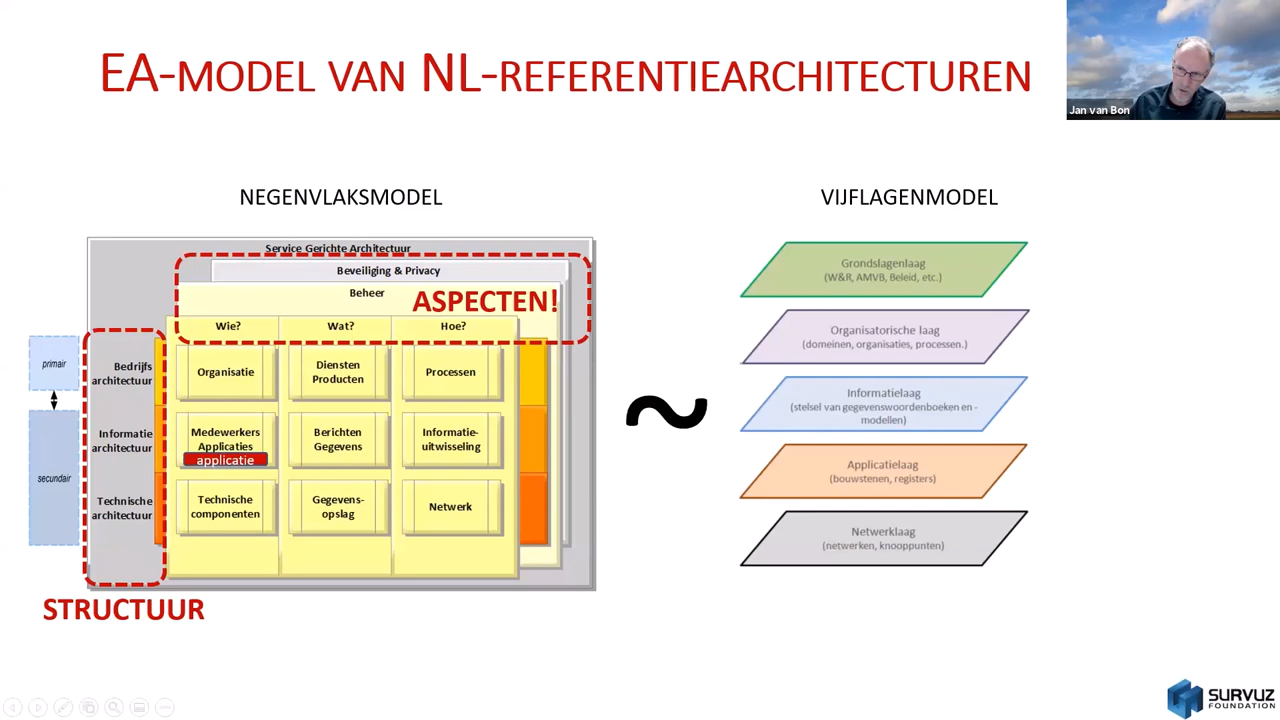 EA-MODEL VAN NL-REFERENTIEARCHITECTUREN
Jan van Bon
NEGENVLAKSMODEL
Service Gerichte Architectuur
Beveiliging & Privacy
Beheer
ASPECTEN!
Wie?
Wat?
Hoe?
primair
secundair
Bedrijfs
architectuur
Organisatie
Diensten
Producten
Processen
Informatie
architectuur
Medewerkers
Applicaties
applicatie
Berichten
Gegevens
Informatie-
uitwisseling
Technische
architectuur
Technische
componenten
Gegevens-
opslag
Netwerk
STRUCTUUR
~
VIJFLAGENMODEL
Grondslagenlaag
(W&R, AMVB, Beleid, etc.)
Organisatorische laag
(domeinen, organisaties, processen.)
Informatielaag
(stelsel van gegevenswoordenboeken en -
modellen)
Applicatielaag
(bouwstenen, registers)
Netwerklaag
(netwerken, knooppunten)
SURVUZ
FOUNDATION